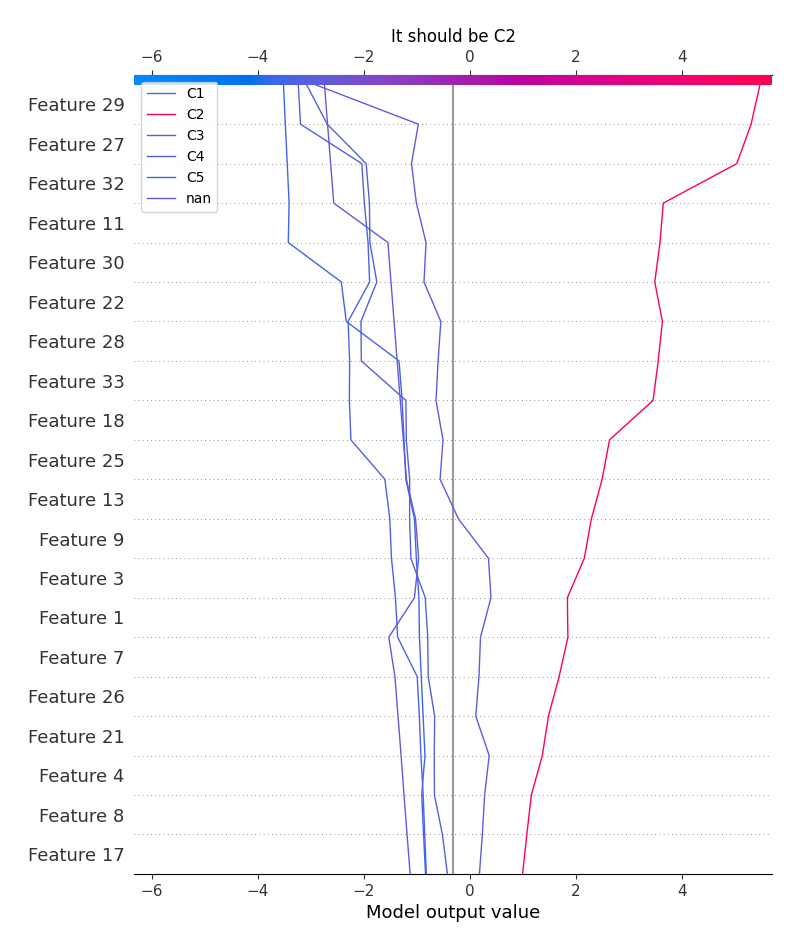 It should be C2
−6 −4 −2 0 2 4
C1
C2
C3
C4
C5
nan
Feature 29
Feature 27
Feature 32
Feature 11
Feature 30
Feature 22
Feature 28
Feature 33
Feature 18
Feature 25
Feature 13
Feature 9
Feature 3
Feature 1
Feature 7
Feature 26
Feature 21
Feature 4
Feature 8
Feature 17
−6 −4 −2 0 2 4
Model output value